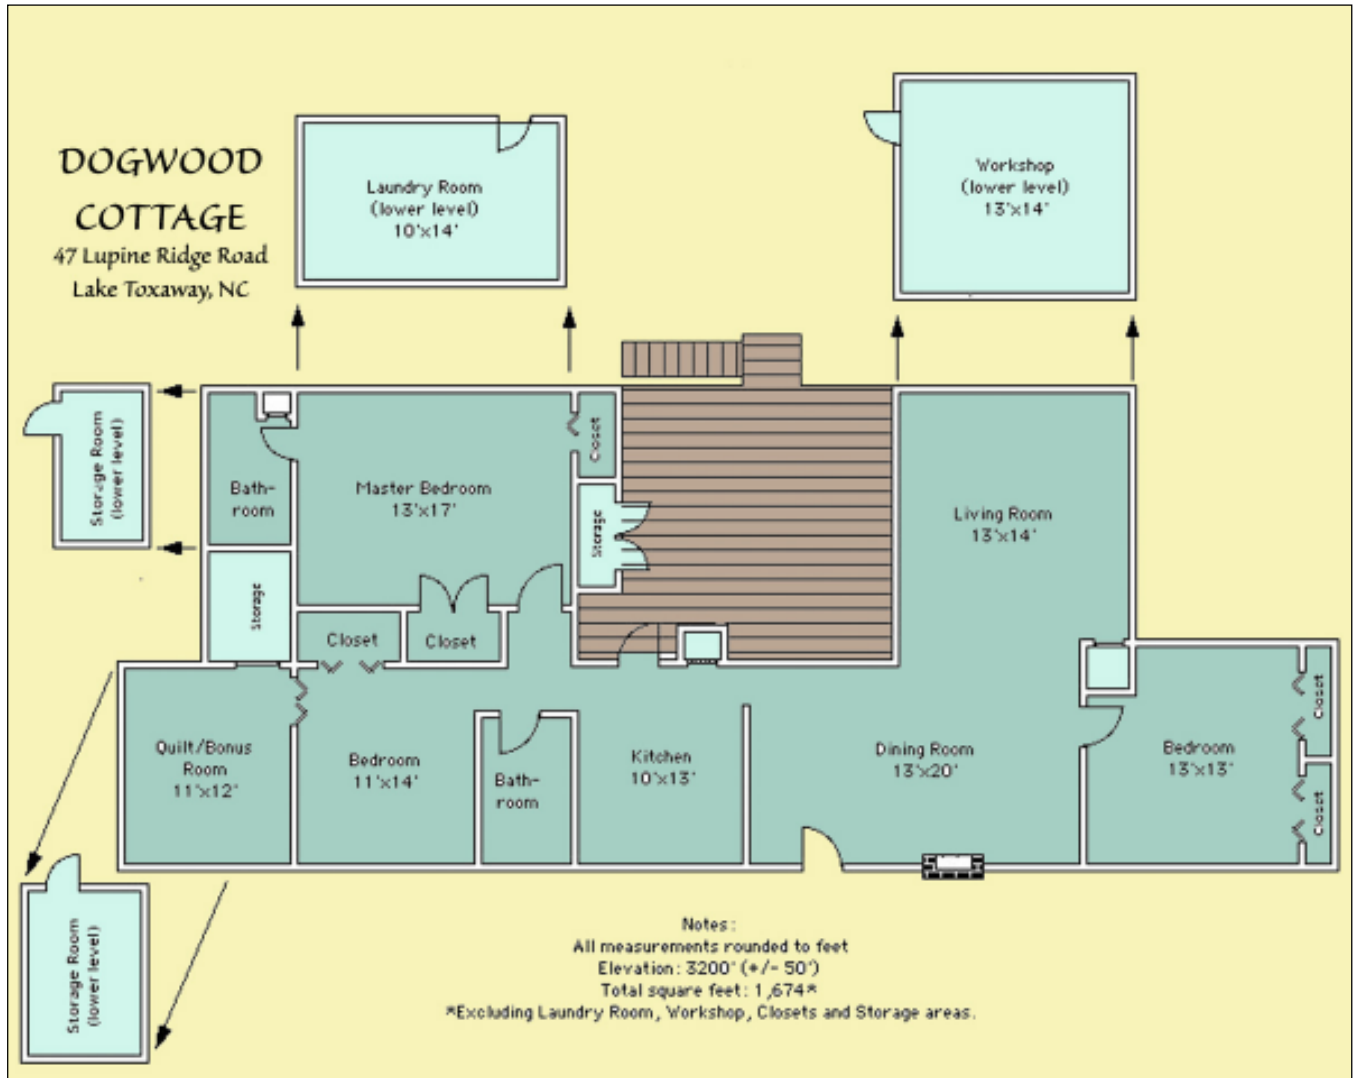 DOGWOOD
COTTAGE
47 Lupine Ridge Road
Lake Toxaway, NC
Laundry Room
(lower level)
10'x14'
Workshop
(lower level)
13'x14'
Storage Room
(lower level)
Bath-
room
Master Bedroom
13'x17'
Closet
Storage
Living Room
13'x14'
Storage
Closet
Closet
Quilt/Bonus
Room
11'x12'
Bedroom
11'x14'
Bath-
room
Kitchen
10'x13'
Dining Room
13'x20'
Bedroom
13'x13'
Closet
Closet
Storage Room
(lower level)
Notes:
All measurements rounded to feet
Elevation: 3200' (+/- 50')
Total square feet: 1,674*
*Excluding Laundry Room, Workshop, Closets and Storage areas.